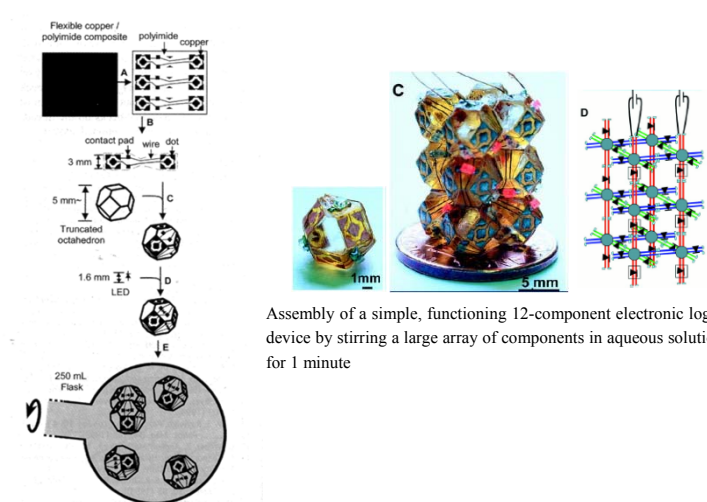 Flexible copper /
polyimide composite
polyimide
copper
A
B
contact pad
wire
dot
3 mm
C
5 mm~
Truncated
octahedron
1.6 mm
D
LED
E
250 mL
Flask
1mm
C
5 mm
D
Assembly of a simple, functioning 12-component electronic log
device by stirring a large array of components in aqueous soluti
for 1 minute